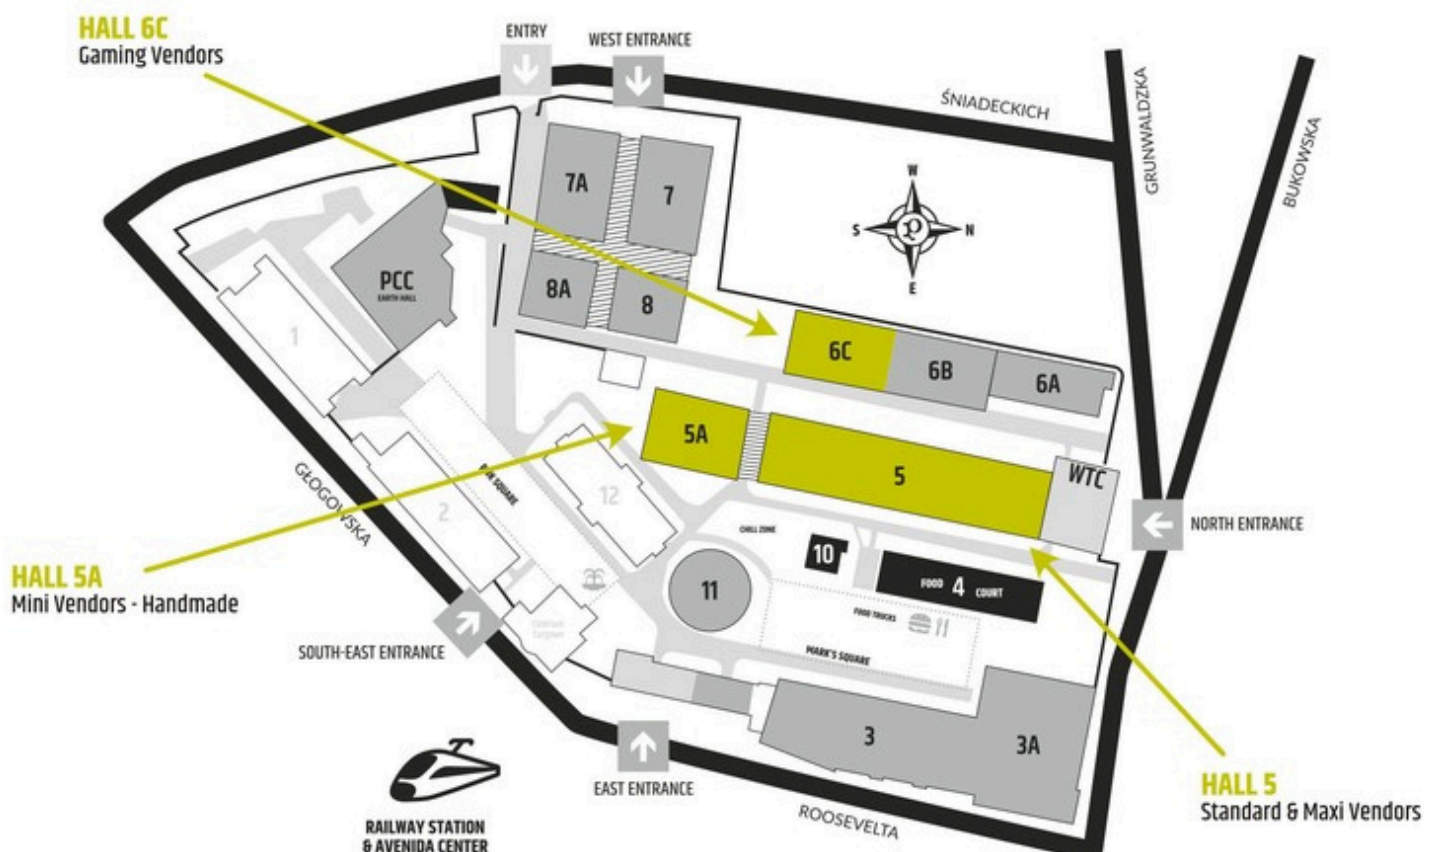 HALL 6C
Gaming Vendors
ENTRY
WEST ENTRANCE
ŚNIADECKICH
GRUNWALDZKA
BUKOWSKA
W
S
N
E
7A
7
8A
8
PCC
EARTH HALL
1
6C
6B
6A
5A
5
WTC
NORTH ENTRANCE
2
12
SQUARE
GŁOGOWSKA
CHILL ZONE
10
11
FOOD 4 COURT
FOOD TRUCKS
MARK'S SQUARE
HALL 5A
Mini Vendors - Handmade
SOUTH-EAST ENTRANCE
3
3A
EAST ENTRANCE
ROOSEVELTA
HALL 5
Standard & Maxi Vendors
RAILWAY STATION
& AVENIDA CENTER